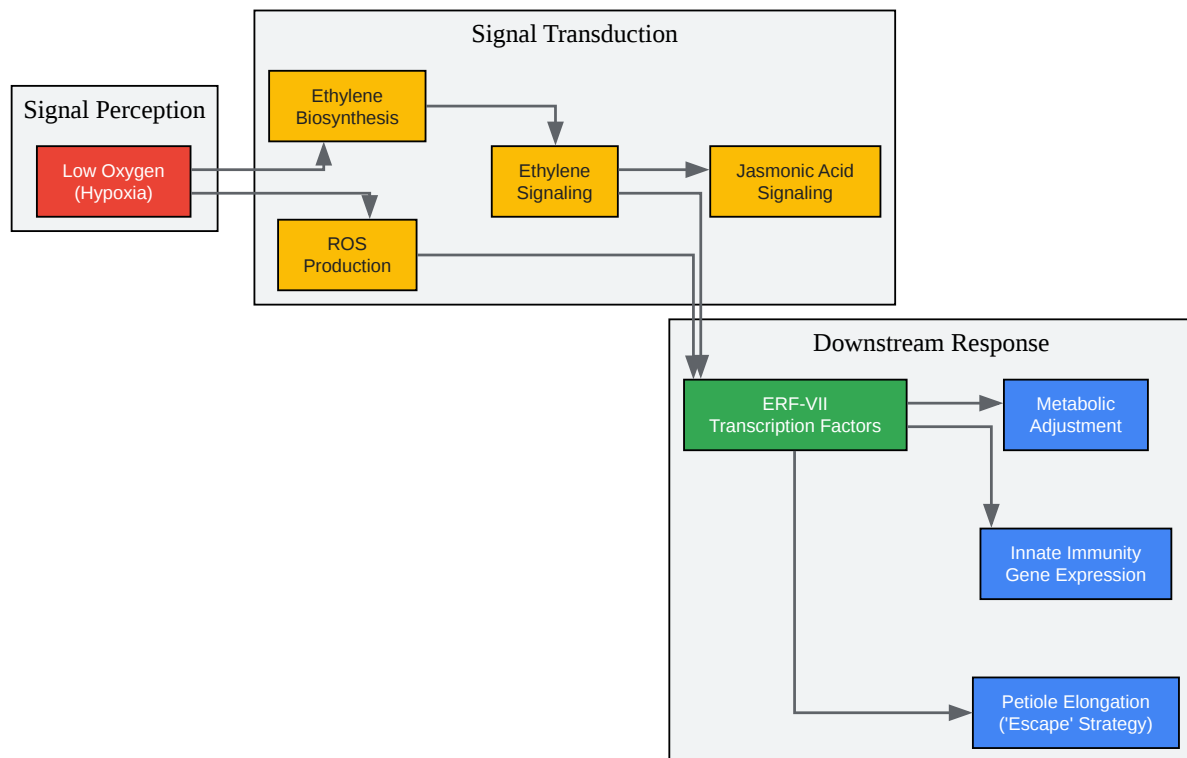 Signal Transduction
Signal Perception
Ethylene
Biosynthesis
Low Oxygen
(Hypoxia)
Ethylene
Signaling
Jasmonic Acid
Signaling
ROS
Production
Downstream Response
ERF-VII
Transcription Factors
Metabolic
Adjustment
Innate Immunity
Gene Expression
Petiole Elongation
('Escape' Strategy)